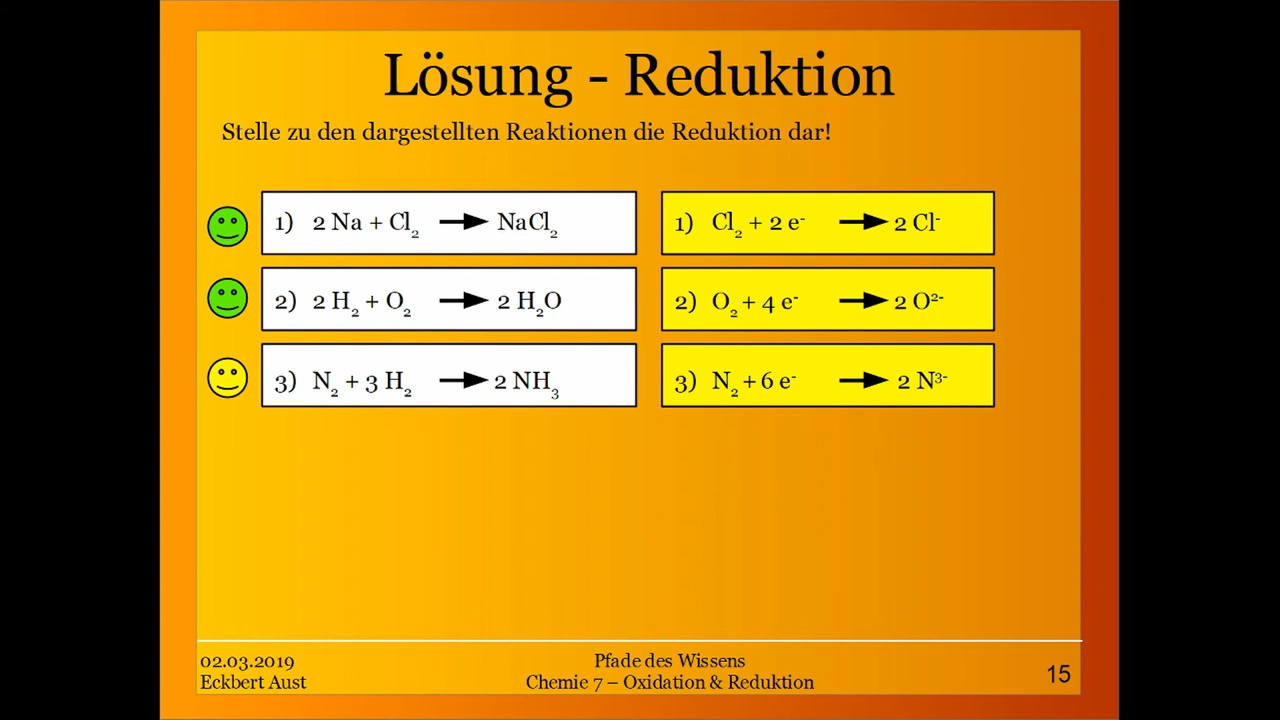 Lösung - Reduktion
Stelle zu den dargestellten Reaktionen die Reduktion dar!
1) 2 Na + Cl₂ → NaCl₂
1) Cl₂ + 2 e⁻ → 2 Cl⁻
2) 2 H₂ + O₂ → 2 H₂O
2) O₂ + 4 e⁻ → 2 O²⁻
3) N₂ + 3 H₂ → 2 NH₃
3) N₂ + 6 e⁻ → 2 N³⁻
02.03.2019
Eckbert Aust
Pfade des Wissens
Chemie 7 – Oxidation & Reduktion
15